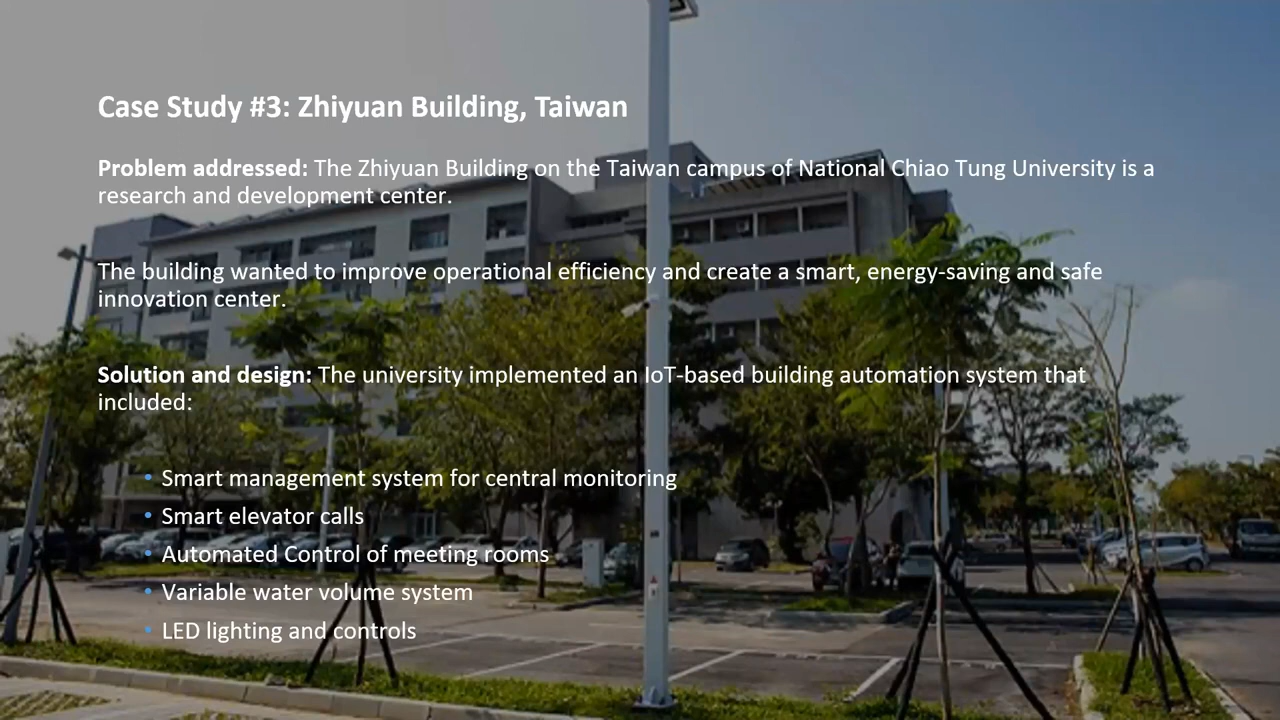 Case Study #3: Zhiyuan Building, Taiwan
Problem addressed: The Zhiyuan Building on the Taiwan campus of National Chiao Tung University is a
research and development center.
The building wanted to improve operational efficiency and create a smart, energy-saving and safe
innovation center.
Solution and design: The university implemented an IoT-based building automation system that
included:
• Smart management system for central monitoring
• Smart elevator calls
• Automated Control of meeting rooms
• Variable water volume system
• LED lighting and controls